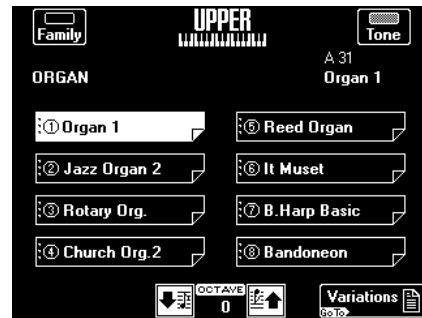 Family
UPPER
Tone
A 31
ORGAN
Organ 1
① Organ 1
⑤ Reed Organ
② Jazz Organ 2
⑥ It Muset
③ Rotary Org.
⑦ B.Harp Basic
④ Church Org.2
⑧ Bandoneon
OCTAVE
0
Variations
Go To